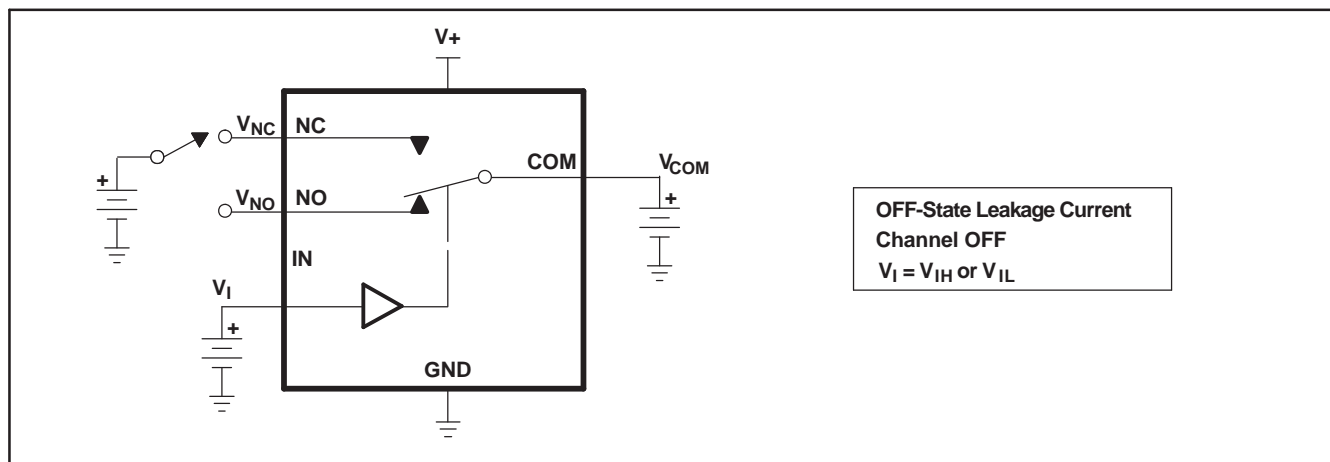 V+
VNC NC
+
COM VCOM
VNO NO
+
OFF-State Leakage Current
Channel OFF
VI = VIH or VIL
IN
VI
+
GND